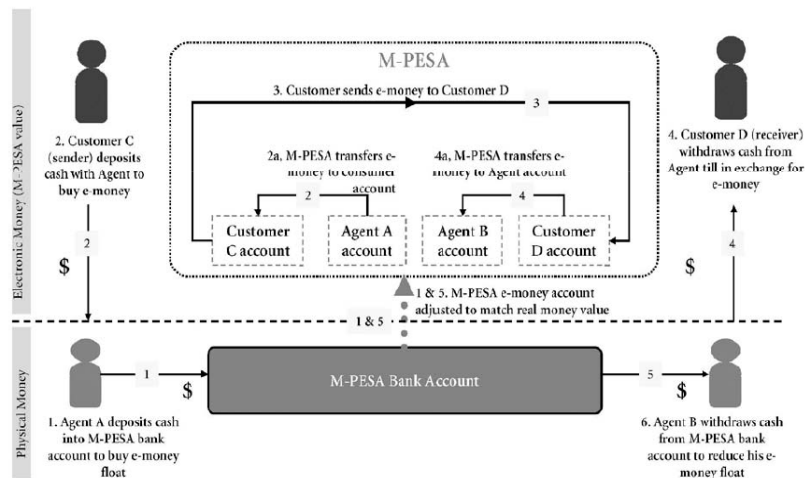 Electronic Money (M-PESA value)
Physical Money
M-PESA
3. Customer sends e-money to Customer D
3
2. Customer C
(sender) deposits
cash with Agent to
buy e-money
2
$
2a, M-PESA transfers e-
money to consumer
account
2
4a, M-PESA transfers e-
money to Agent account
4
Customer
C account
Agent A
account
Agent B
account
Customer
D account
4. Customer D (receiver)
withdraws cash from
Agent till in exchange for
e-money
$
4
1 & 5
1 & 5. M-PESA e-money account
adjusted to match real money value
1
$
M-PESA Bank Account
5
$
1. Agent A deposits cash
into M-PESA bank
account to buy e-money
float
6. Agent B withdraws cash
from M-PESA bank
account to reduce his e-
money float